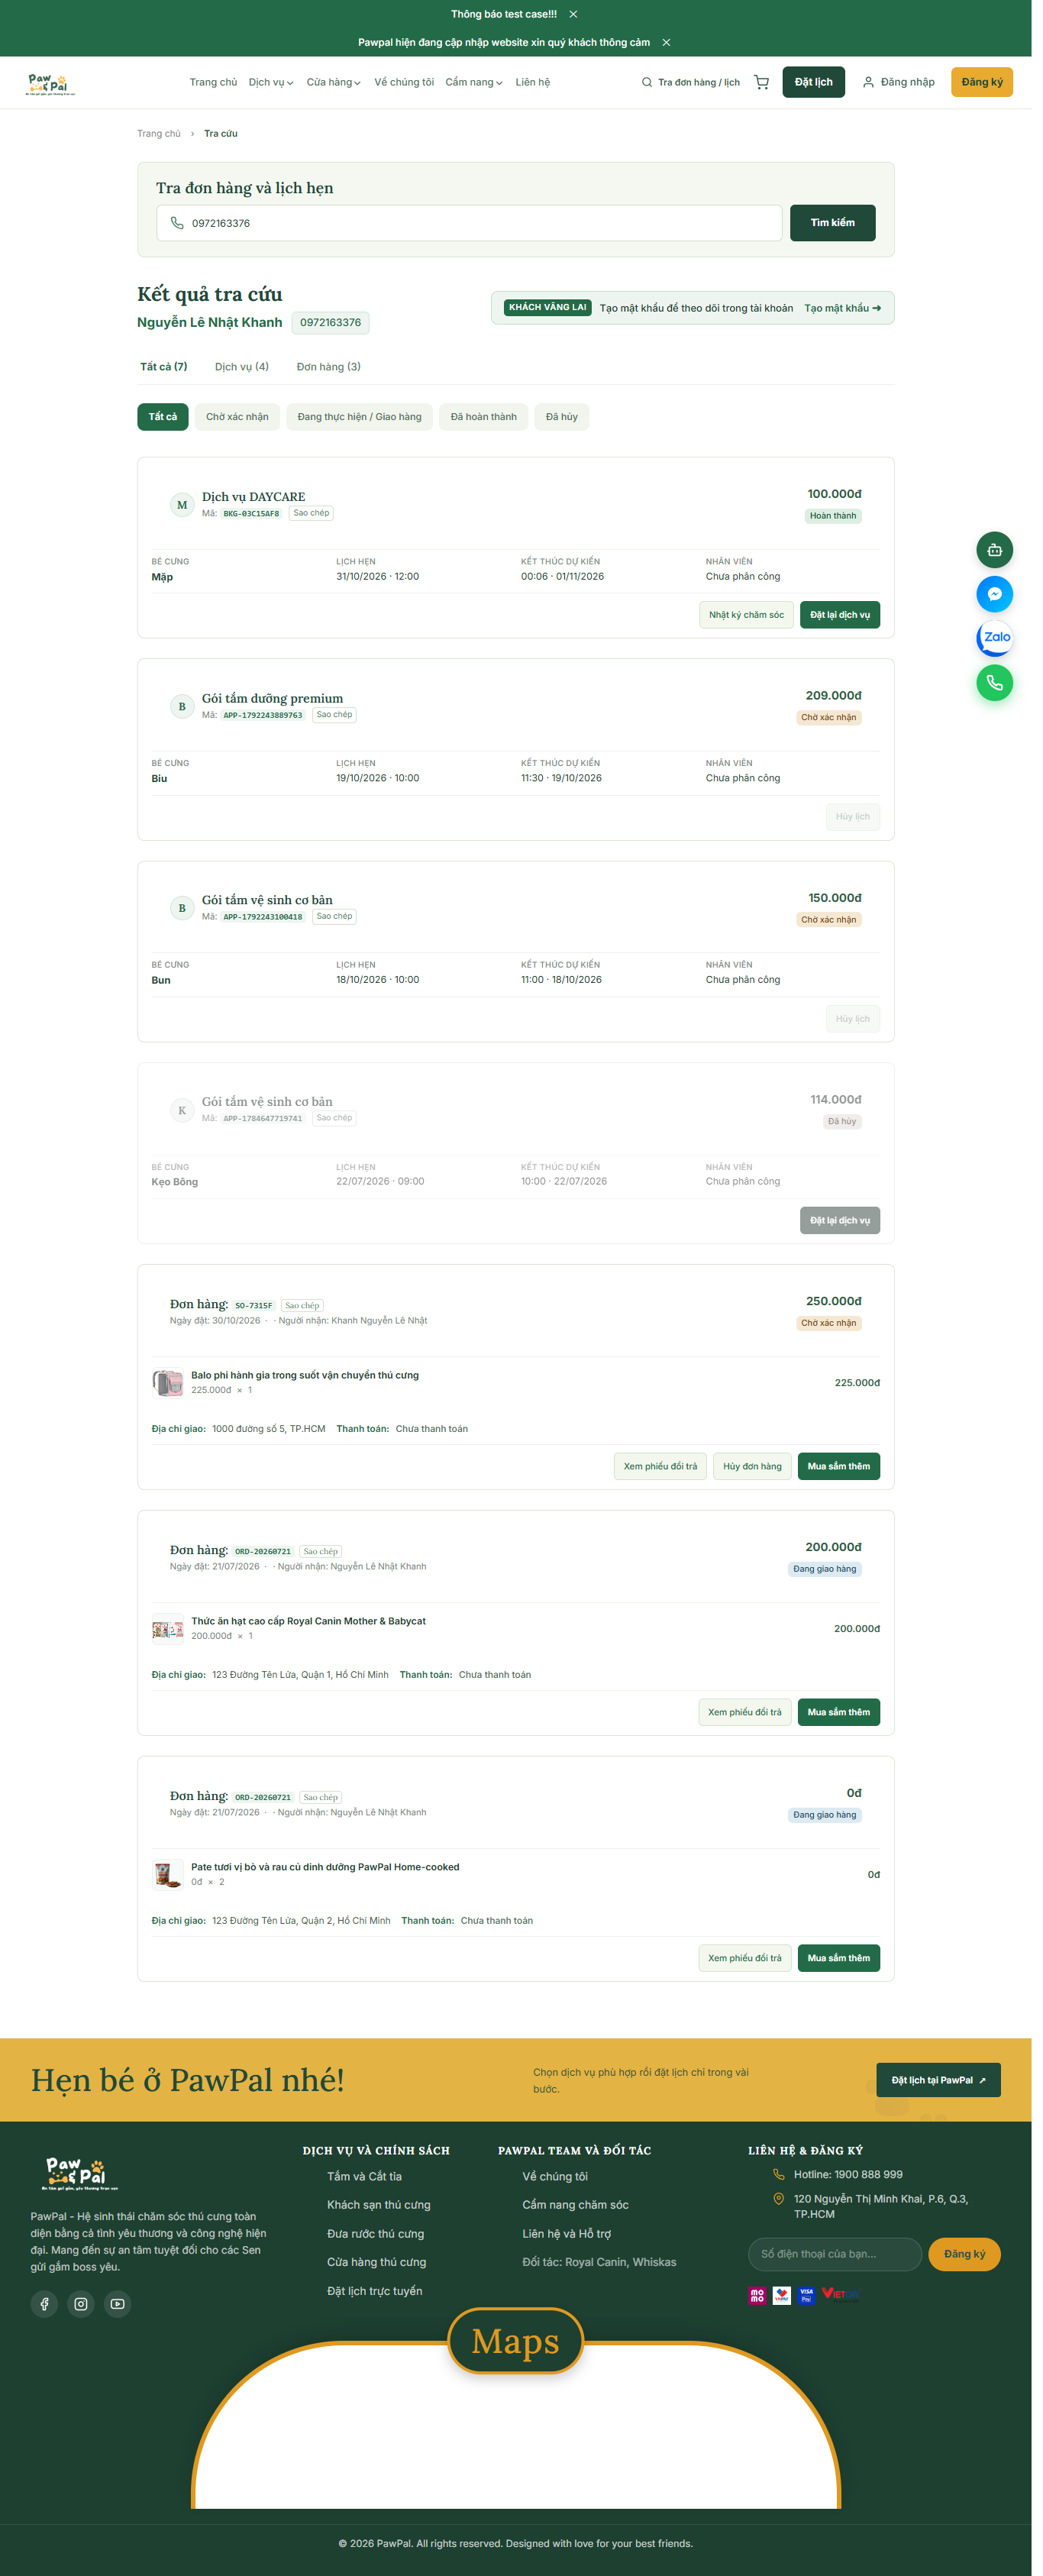 Thông báo test case!!! ×
Pawpal hiện đang cập nhập website xin quý khách thông cảm ×
Paw Pal
Trang chủ Dịch vụ Cửa hàng Về chúng tôi Cẩm nang Liên hệ Tra đơn hàng / lịch Đặt lịch Đăng nhập Đăng ký
Trang chủ › Tra cứu
Tra đơn hàng và lịch hẹn
0972163376 Tìm kiếm
Kết quả tra cứu
Nguyễn Lê Nhật Khanh 0972163376
KHÁCH VÃNG LAI Tạo mật khẩu để theo dõi trong tài khoản Tạo mật khẩu ➜
Tất cả (7) Dịch vụ (4) Đơn hàng (3)
Tất cả Chờ xác nhận Đang thực hiện / Giao hàng Đã hoàn thành Đã hủy
M Dịch vụ DAYCARE 100.000đ
Mã: BKG-03C15AF8 Sao chép Hoàn thành
BÉ CƯNG LỊCH HẸN KẾT THÚC DỰ KIẾN NHÂN VIÊN
Mập 31/10/2026 · 12:00 00:06 · 01/11/2026 Chưa phân công
Nhật ký chăm sóc Đặt lại dịch vụ
B Gói tắm dưỡng premium 209.000đ
Mã: APP-1792243889763 Sao chép Chờ xác nhận
BÉ CƯNG LỊCH HẸN KẾT THÚC DỰ KIẾN NHÂN VIÊN
Biu 19/10/2026 · 10:00 11:30 · 19/10/2026 Chưa phân công
Hủy lịch
B Gói tắm vệ sinh cơ bản 150.000đ
Mã: APP-1792243100418 Sao chép Chờ xác nhận
BÉ CƯNG LỊCH HẸN KẾT THÚC DỰ KIẾN NHÂN VIÊN
Bun 18/10/2026 · 10:00 11:00 · 18/10/2026 Chưa phân công
Hủy lịch
K Gói tắm vệ sinh cơ bản 114.000đ
Mã: APP-1784647719741 Sao chép Đã hủy
BÉ CƯNG LỊCH HẸN KẾT THÚC DỰ KIẾN NHÂN VIÊN
Kẹo Bông 22/07/2026 · 09:00 10:00 · 22/07/2026 Chưa phân công
Đặt lại dịch vụ
Đơn hàng: SO-7315F Sao chép 250.000đ
Ngày đặt: 30/10/2026 · · Người nhận: Khanh Nguyễn Lê Nhật Chờ xác nhận
Balo phi hành gia trong suốt vận chuyển thú cưng 225.000đ
225.000đ × 1
Địa chỉ giao: 1000 đường số 5, TP.HCM Thanh toán: Chưa thanh toán
Xem phiếu đổi trả Hủy đơn hàng Mua sắm thêm
Đơn hàng: ORD-20260721 Sao chép 200.000đ
Ngày đặt: 21/07/2026 · · Người nhận: Nguyễn Lê Nhật Khanh Đang giao hàng
Thức ăn hạt cao cấp Royal Canin Mother & Babycat 200.000đ
200.000đ × 1
Địa chỉ giao: 123 Đường Tên Lửa, Quận 1, Hồ Chí Minh Thanh toán: Chưa thanh toán
Xem phiếu đổi trả Mua sắm thêm
Đơn hàng: ORD-20260721 Sao chép 0đ
Ngày đặt: 21/07/2026 · · Người nhận: Nguyễn Lê Nhật Khanh Đang giao hàng
Pate tươi vị bò và rau củ dinh dưỡng PawPal Home-cooked 0đ
0đ × 2
Địa chỉ giao: 123 Đường Tên Lửa, Quận 2, Hồ Chí Minh Thanh toán: Chưa thanh toán
Xem phiếu đổi trả Mua sắm thêm
Zalo
Hẹn bé ở PawPal nhé!
Chọn dịch vụ phù hợp rồi đặt lịch chỉ trong vài
bước.
Đặt lịch tại PawPal ↗
Paw Pal
PawPal - Hệ sinh thái chăm sóc thú cưng toàn
diện bằng cả tình yêu thương và công nghệ hiện
đại. Mang đến sự an tâm tuyệt đối cho các Sen
gửi gắm boss yêu.
DỊCH VỤ VÀ CHÍNH SÁCH
Tắm và Cắt tỉa
Khách sạn thú cưng
Đưa rước thú cưng
Cửa hàng thú cưng
Đặt lịch trực tuyến
PAWPAL TEAM VÀ ĐỐI TÁC
Về chúng tôi
Cẩm nang chăm sóc
Liên hệ và Hỗ trợ
Đối tác: Royal Canin, Whiskas
LIÊN HỆ & ĐĂNG KÝ
Hotline: 1900 888 999
120 Nguyễn Thị Minh Khai, P.6, Q.3,
TP.HCM
Số điện thoại của bạn... Đăng ký
mo mo VISA
Maps
© 2026 PawPal. All rights reserved. Designed with love for your best friends.